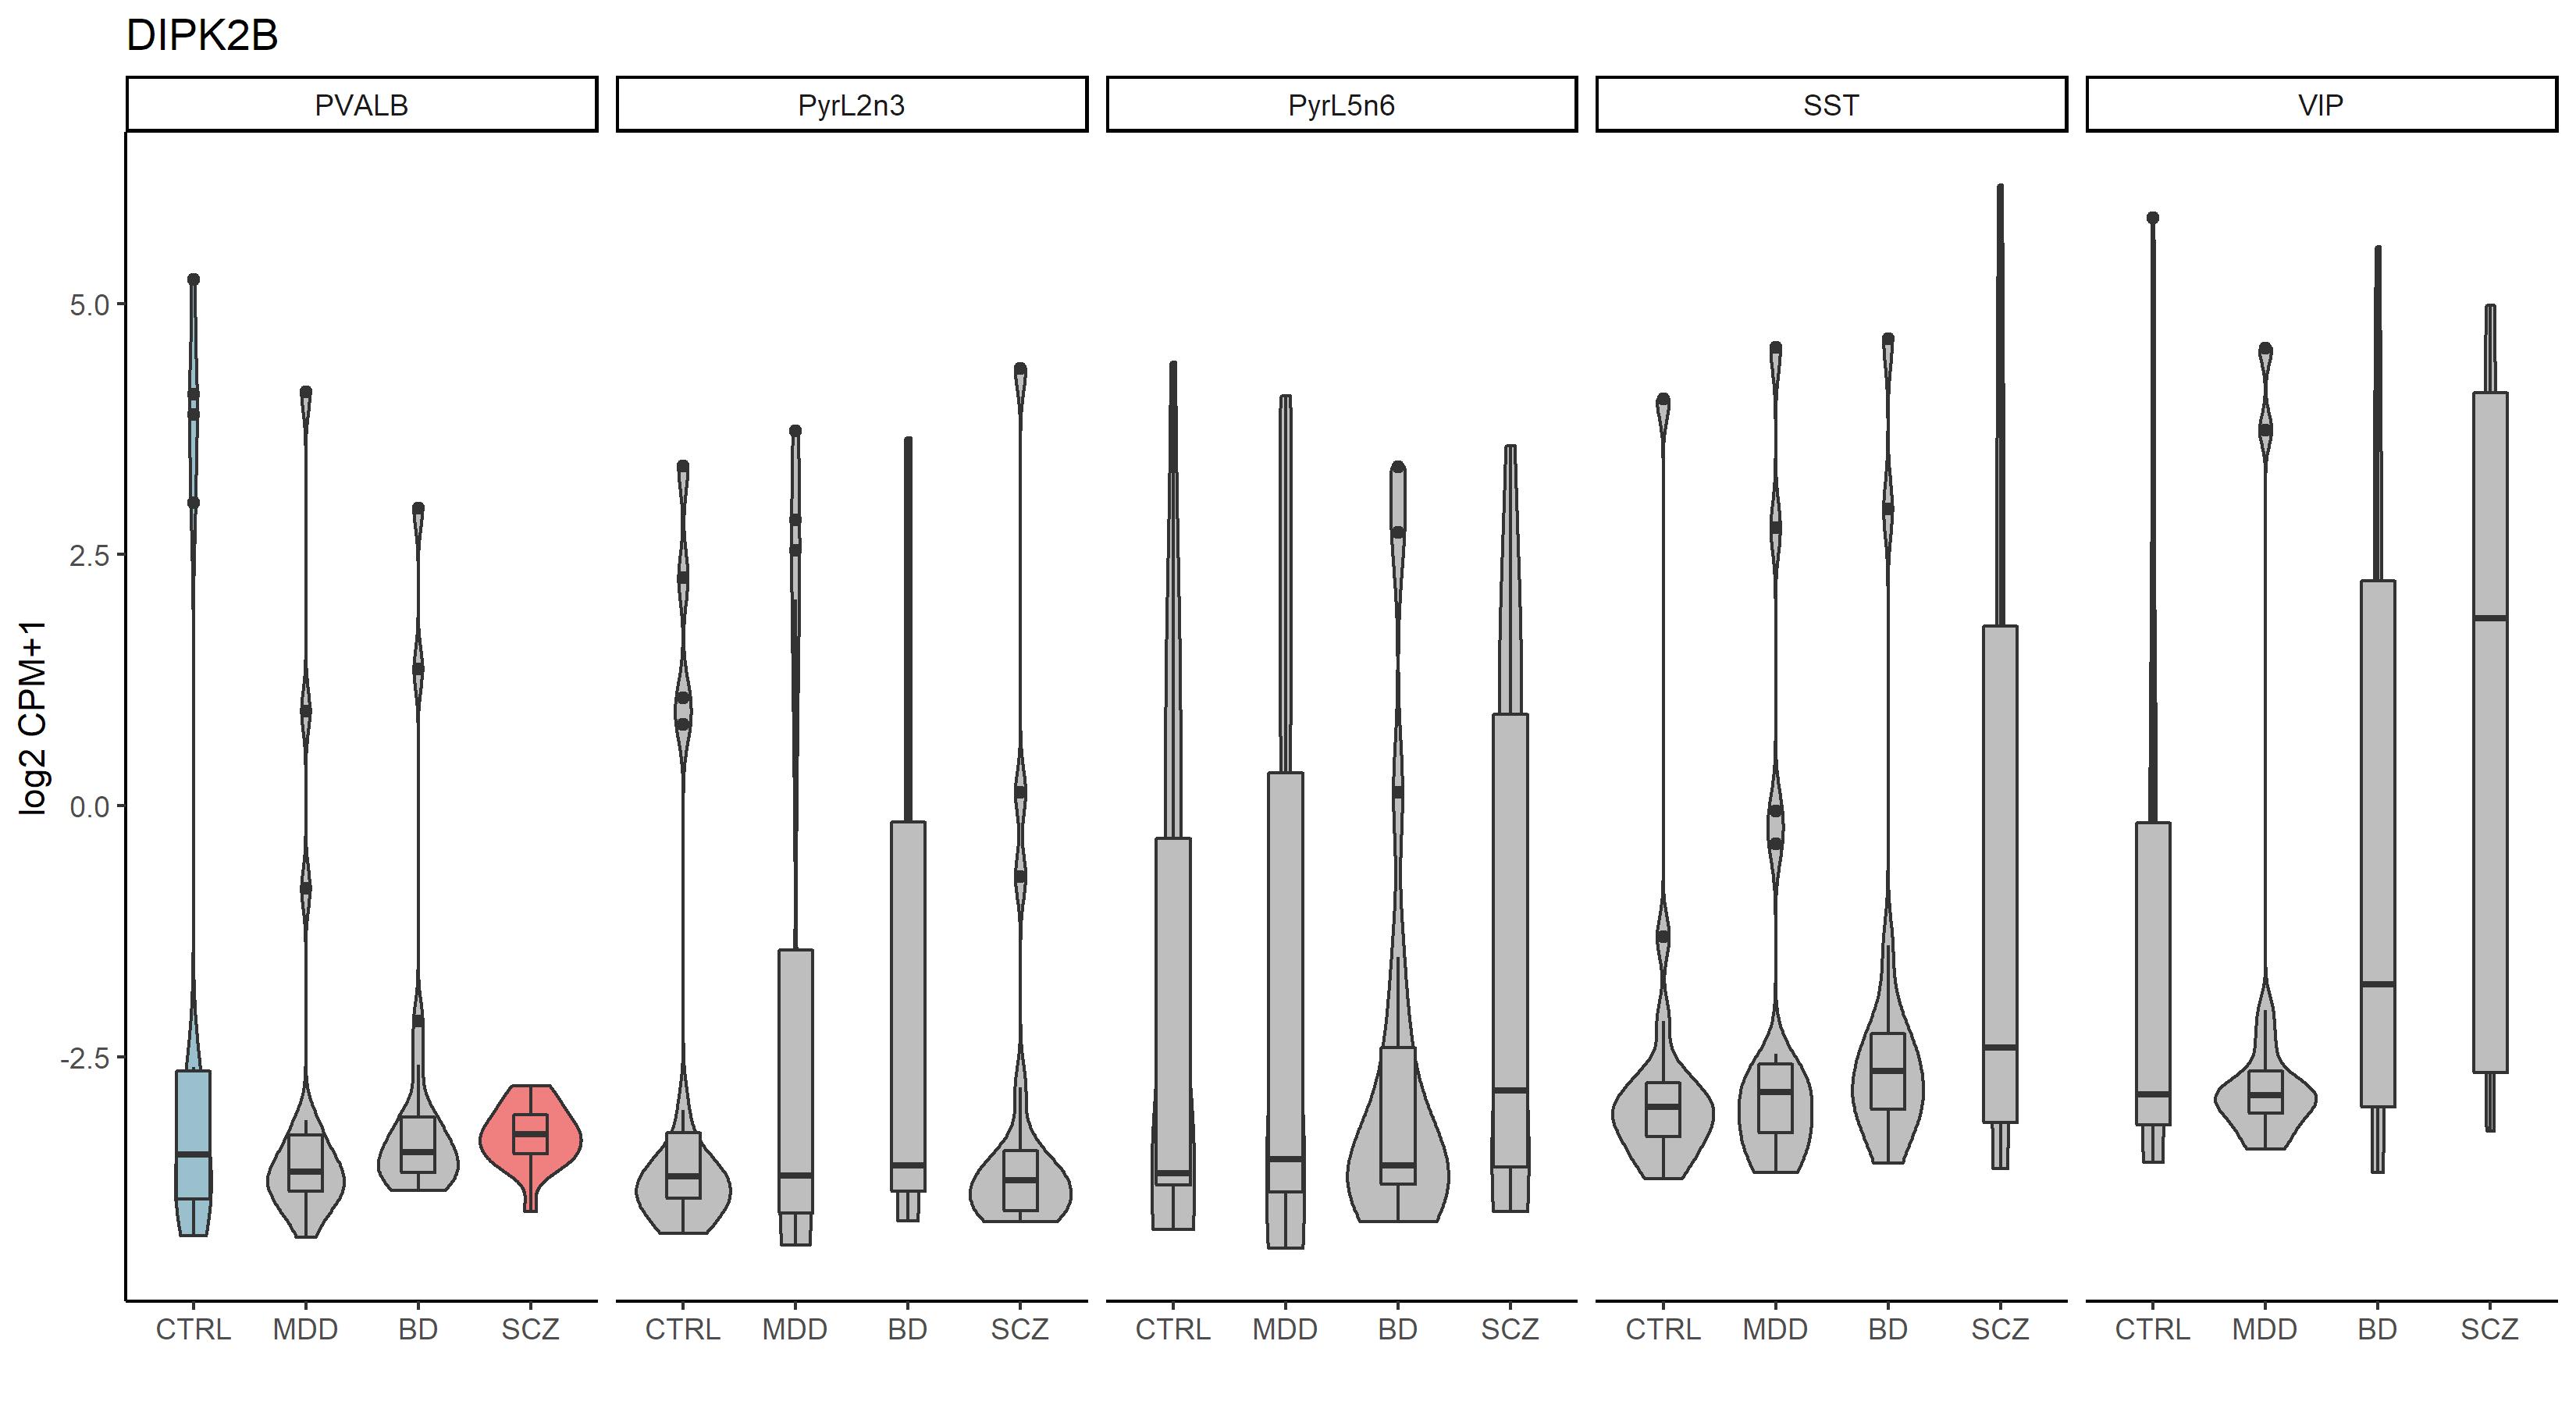 DIPK2B
PVALB PyrL2n3 PyrL5n6 SST VIP
log2 CPM+1
5.0
2.5
0.0
-2.5
CTRL MDD BD SCZ CTRL MDD BD SCZ CTRL MDD BD SCZ CTRL MDD BD SCZ CTRL MDD BD SCZ